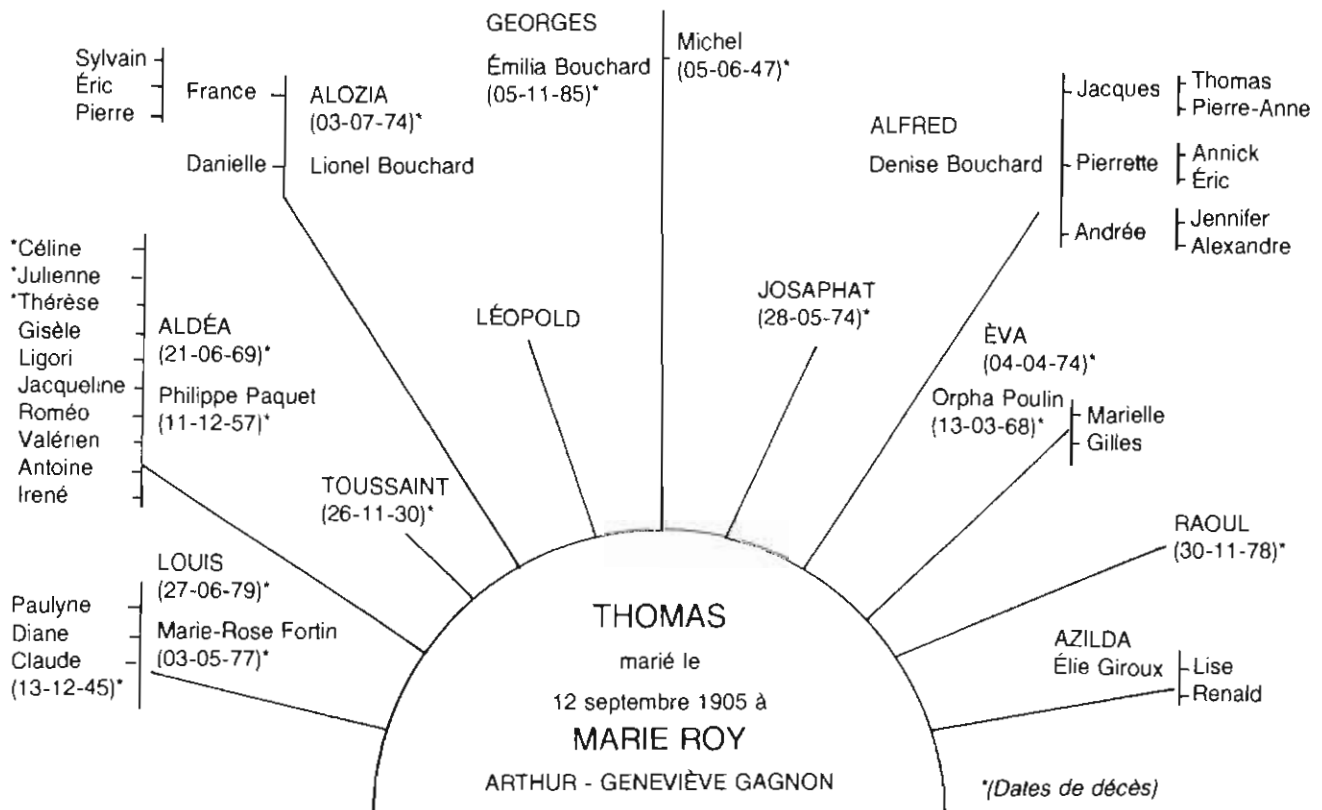 GEORGES
Émilia Bouchard
(05-11-85)*
Michel
(05-06-47)*
Sylvain
Éric
Pierre
France
Danielle
ALOZIA
(03-07-74)*
Lionel Bouchard
ALFRED
Denise Bouchard
Jacques
Thomas
Pierre-Anne
Pierrette
Annick
Éric
Andrée
Jennifer
Alexandre
*Céline
*Julienne
*Thérèse
Gisèle
Ligori
Jacqueline
Roméo
Valérien
Antoine
Irené
ALDÉA
(21-06-69)*
Philippe Paquet
(11-12-57)*
LÉOPOLD
JOSAPHAT
(28-05-74)*
ÈVA
(04-04-74)*
Orpha Poulin
(13-03-68)*
Marielle
Gilles
TOUSSAINT
(26-11-30)*
RAOUL
(30-11-78)*
LOUIS
(27-06-79)*
Marie-Rose Fortin
(03-05-77)*
Paulyne
Diane
Claude
(13-12-45)*
AZILDA
Élie Giroux
Lise
Renald
THOMAS
marié le
12 septembre 1905 à
MARIE ROY
ARTHUR - GENEVIÈVE GAGNON
*(Dates de décès)